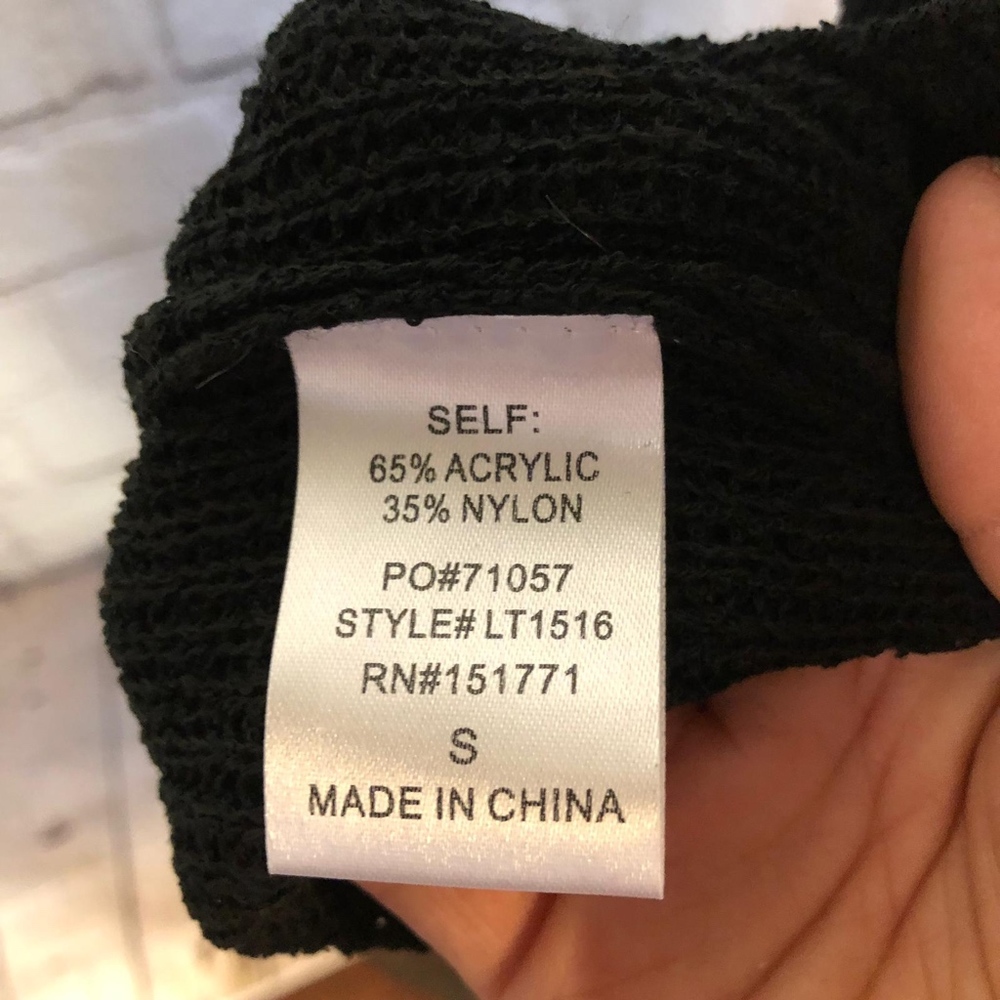 SELF:
65% ACRYLIC
35% NYLON
PO#71057
STYLE# LT1516
RN#151771
S
MADE IN CHINA